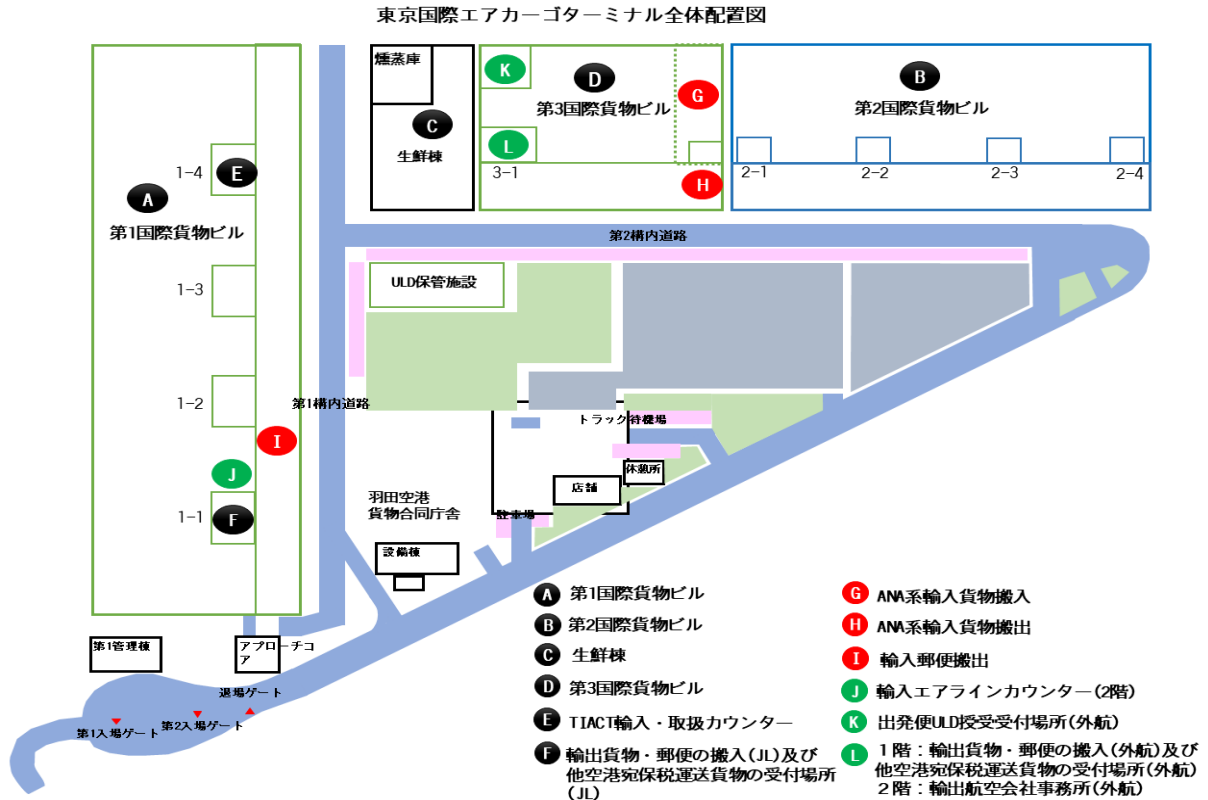 東京国際エアカーゴターミナル全体配置図
燻蒸庫
K
D
第3国際貨物ビル
G
B
第2国際貨物ビル
C
生鮮棟
L
3-1
H
2-1
2-2
2-3
2-4
1-4
E
A
第1国際貨物ビル
第2構内道路
ULD保管施設
1-3
1-2
第1構内道路
I
トラック待機場
J
休憩所
店舗
1-1
F
羽田空港
貨物合同庁舎
駐車場
設備棟
第1管理棟
アプローチコ
ア
退場ゲート
第2入場ゲート
第1入場ゲート
A 第1国際貨物ビル
B 第2国際貨物ビル
C 生鮮棟
D 第3国際貨物ビル
E TIACT輸入・取扱カウンター
F 輸出貨物・郵便の搬入(JL)及び
他空港宛保税運送貨物の受付場所
(JL)
G ANA系輸入貨物搬入
H ANA系輸入貨物搬出
I 輸入郵便搬出
J 輸入エアラインカウンター(2階)
K 出発便ULD授受受付場所(外航)
L 1階：輸出貨物・郵便の搬入(外航)及び
他空港宛保税運送貨物の受付場所(外航)
2階：輸出航空会社事務所(外航)